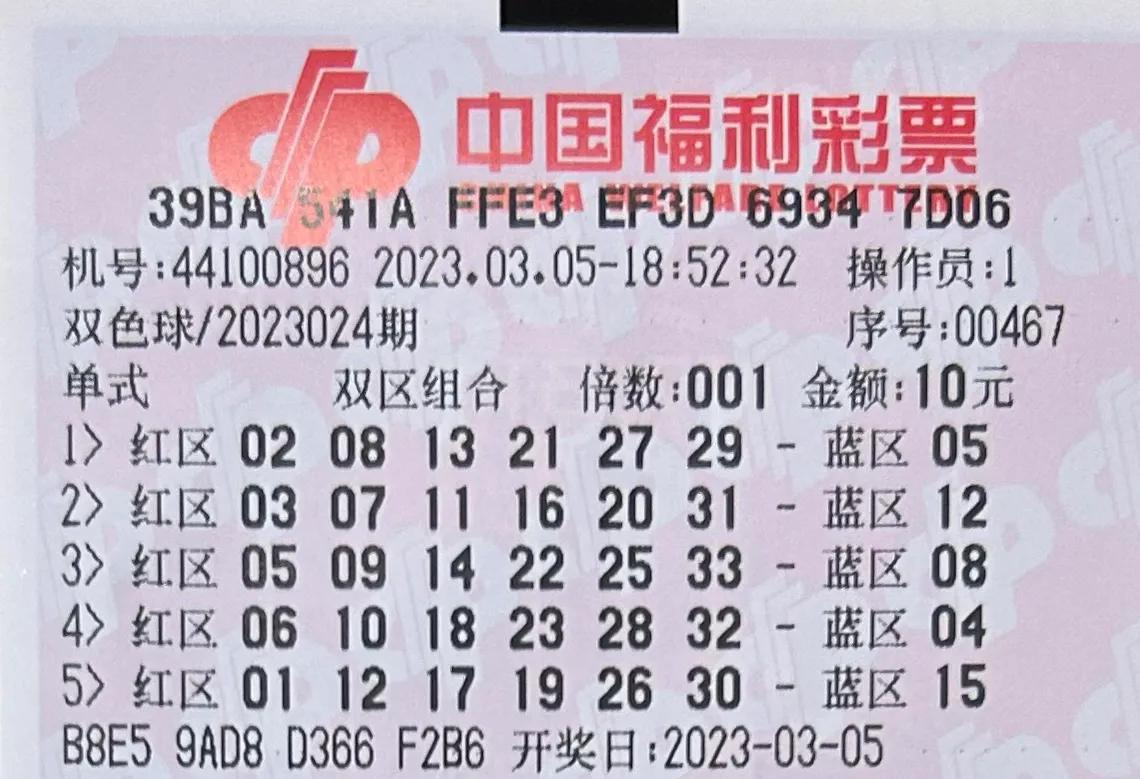 中国福利彩票
CHINA WELFARE LOTTERY
39BA 541A FFE3 EF3D 6934 7D06
机号:44100896 2023.03.05-18:52:32 操作员:1
双色球/2023024期 序号:00467
单式 双区组合 倍数:001 金额:10元
1> 红区 02 08 13 21 27 29 - 蓝区 05
2> 红区 03 07 11 16 20 31 - 蓝区 12
3> 红区 05 09 14 22 25 33 - 蓝区 08
4> 红区 06 10 18 23 28 32 - 蓝区 04
5> 红区 01 12 17 19 26 30 - 蓝区 15
B8E5 9AD8 D366 F2B6 开奖日:2023-03-05